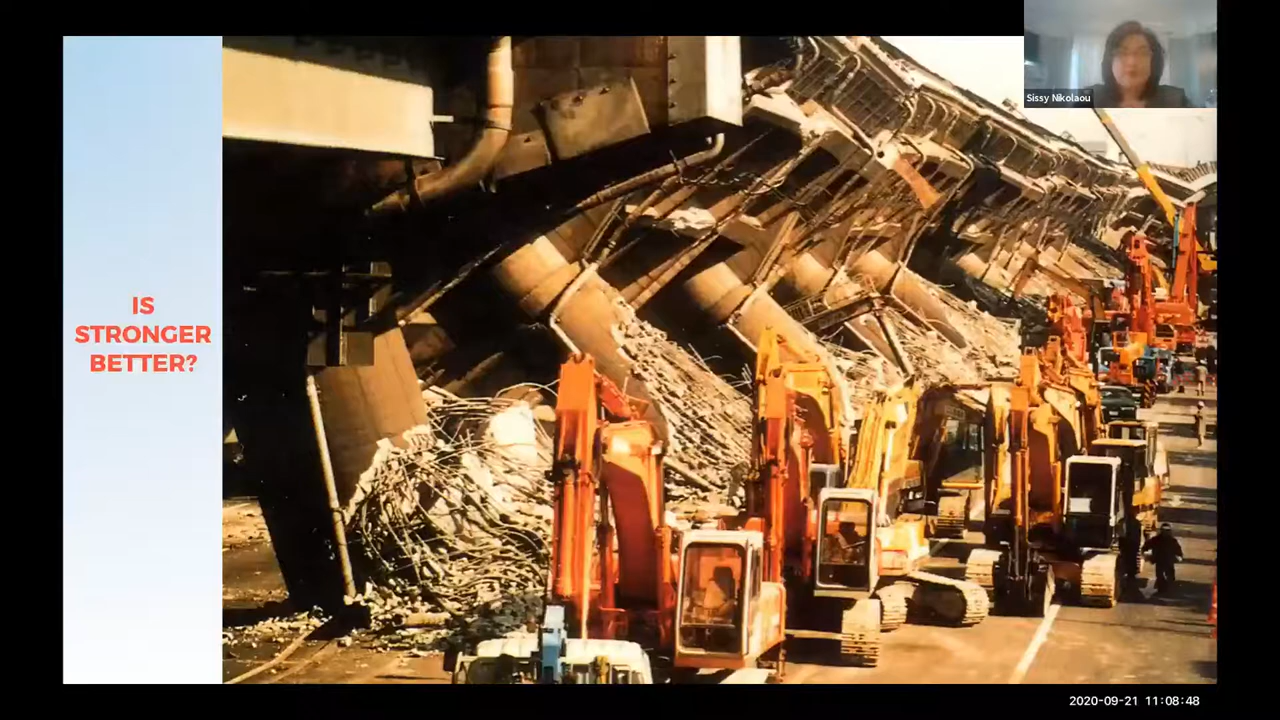 Sissy Nikolaou
IS
STRONGER
BETTER?
2020-09-21 11:08:48